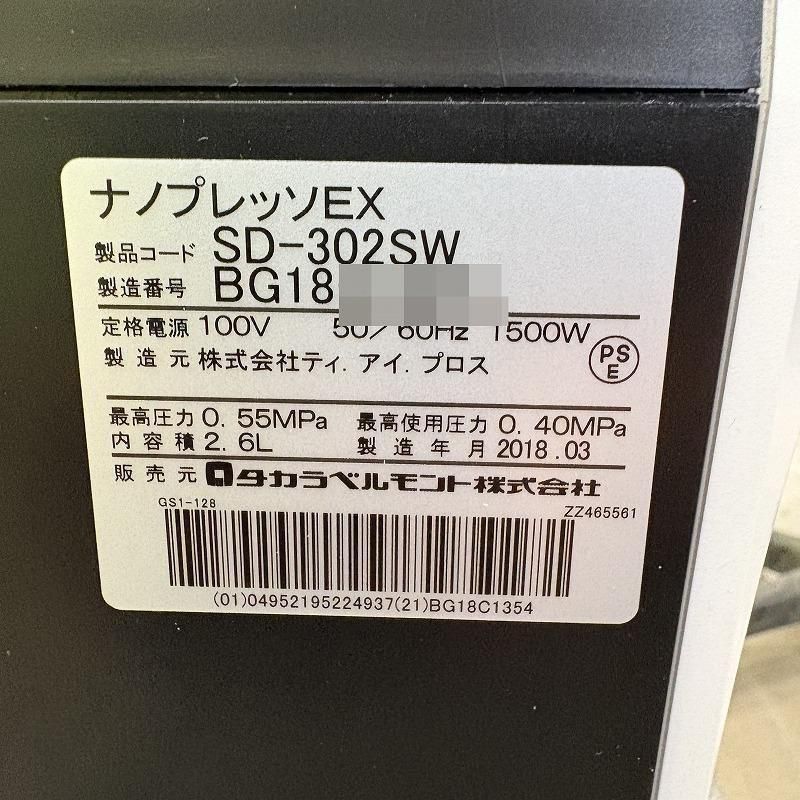 ナノプレッソEX
製品コード SD-302SW
製造番号 BG18
定格電源 100V 50/60Hz 1500W
製造元 株式会社ティ.アイ.プロス
PS
E
最高圧力 0.55MPa 最高使用圧力 0.40MPa
内容積 2.6L 製造年月 2018.03
販売元 タカラベルモント株式会社
GS1-128 ZZ465561
(01)04952195224937(21)BG18C1354